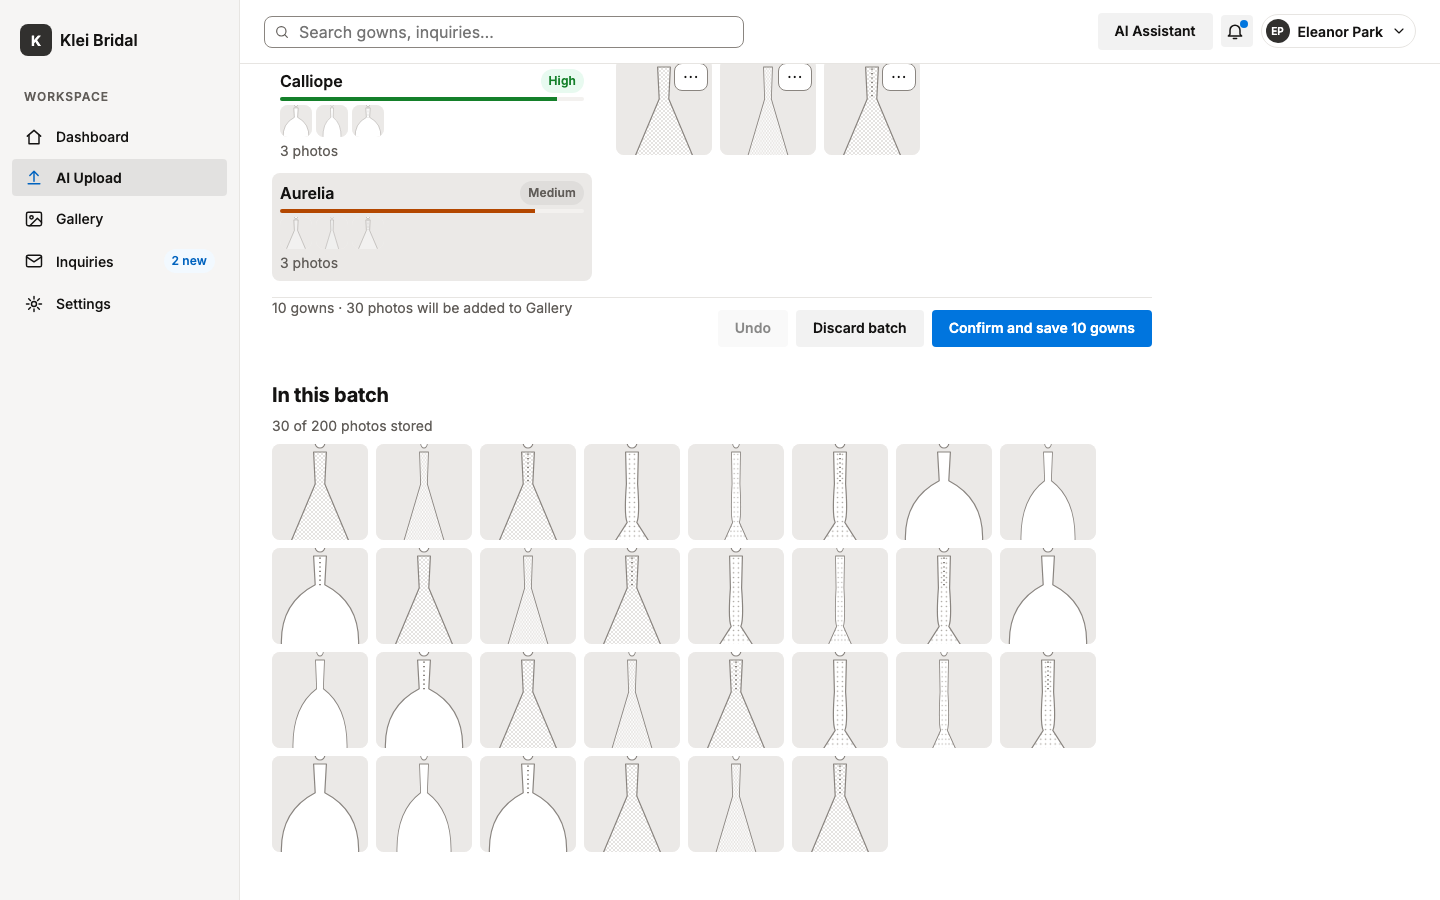 K Klei Bridal
WORKSPACE
Dashboard
AI Upload
Gallery
Inquiries 2 new
Settings
Search gowns, inquiries...
AI Assistant
EP Eleanor Park
Calliope High
3 photos
Aurelia Medium
3 photos
10 gowns · 30 photos will be added to Gallery
Undo
Discard batch
Confirm and save 10 gowns
In this batch
30 of 200 photos stored